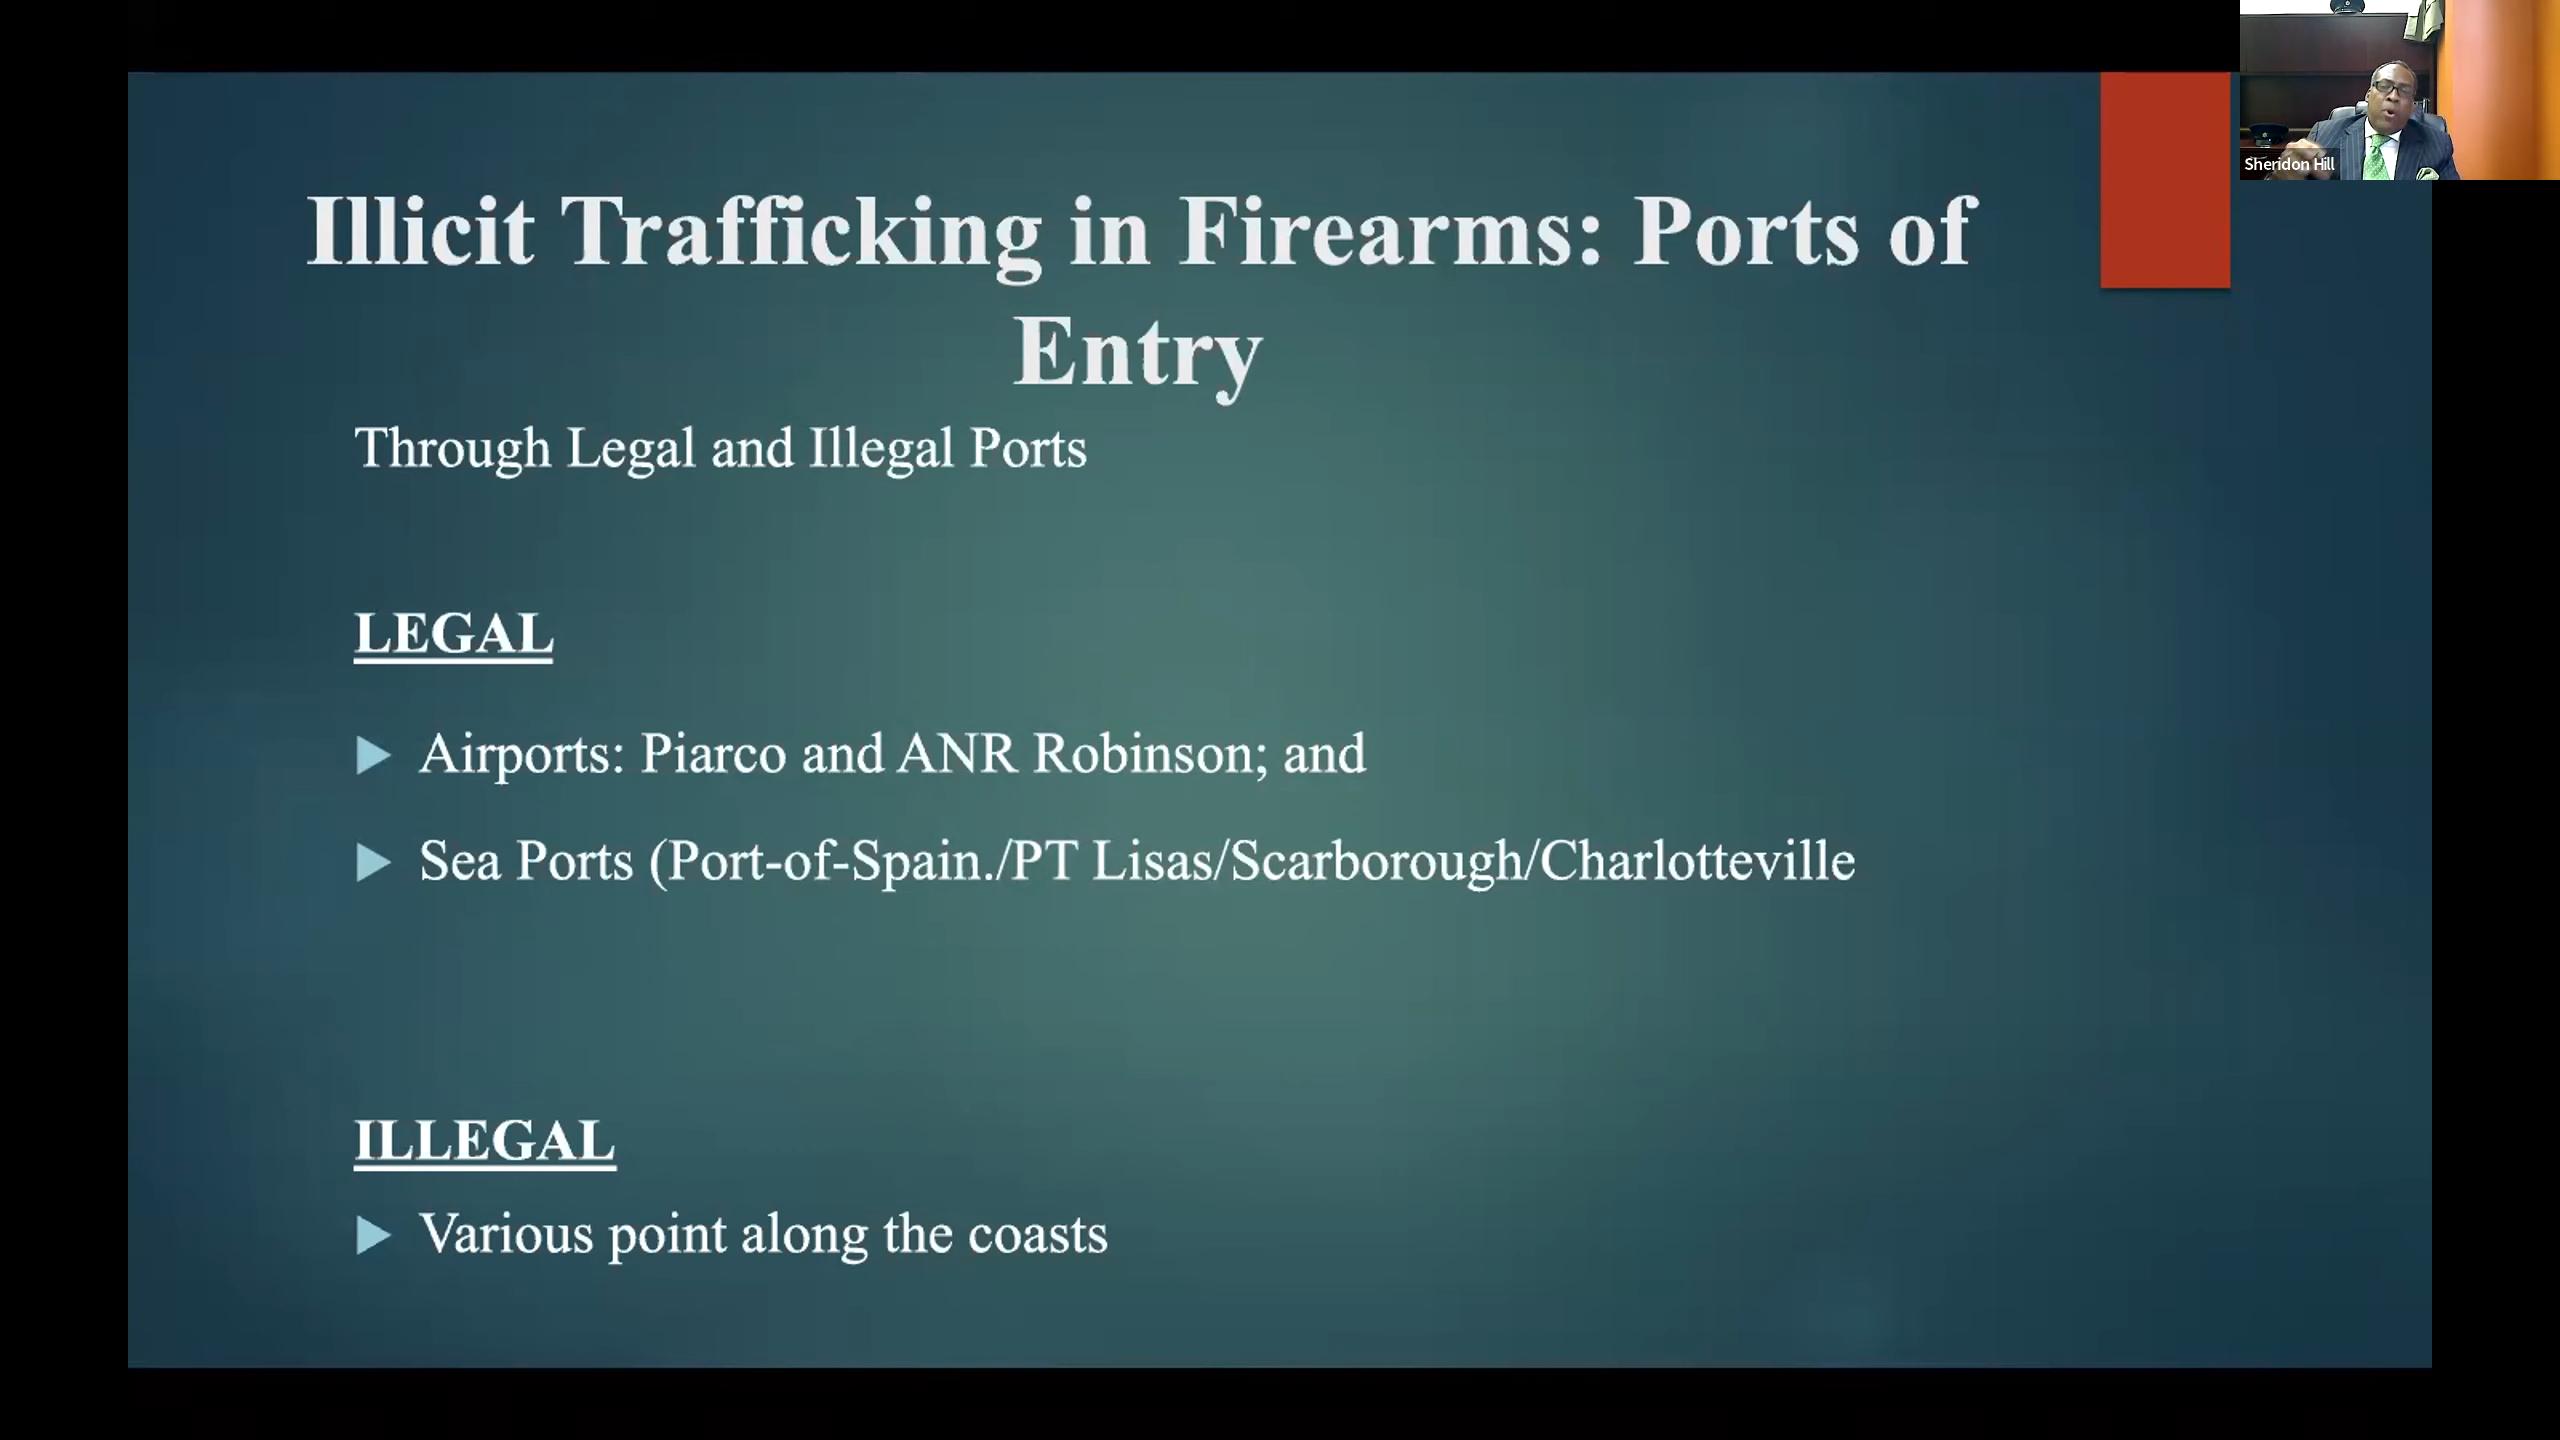 Illicit Trafficking in Firearms: Ports of
Entry
Through Legal and Illegal Ports
LEGAL
Airports: Piarco and ANR Robinson; and
Sea Ports (Port-of-Spain./PT Lisas/Scarborough/Charlotteville
ILLEGAL
Various point along the coasts
Sheridon Hill